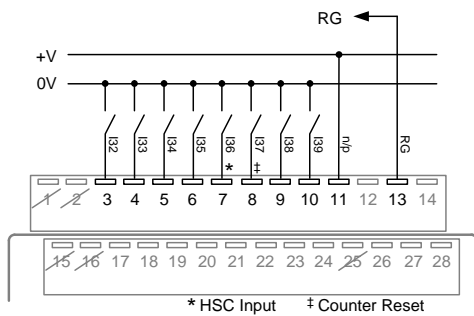 RG
+V
0V
I32 I33 I34 I35 I36 I37 I38 I39 n/p RG
* ‡
1 2 3 4 5 6 7 8 9 10 11 12 13 14
15 16 17 18 19 20 21 22 23 24 25 26 27 28
* HSC Input ‡ Counter Reset